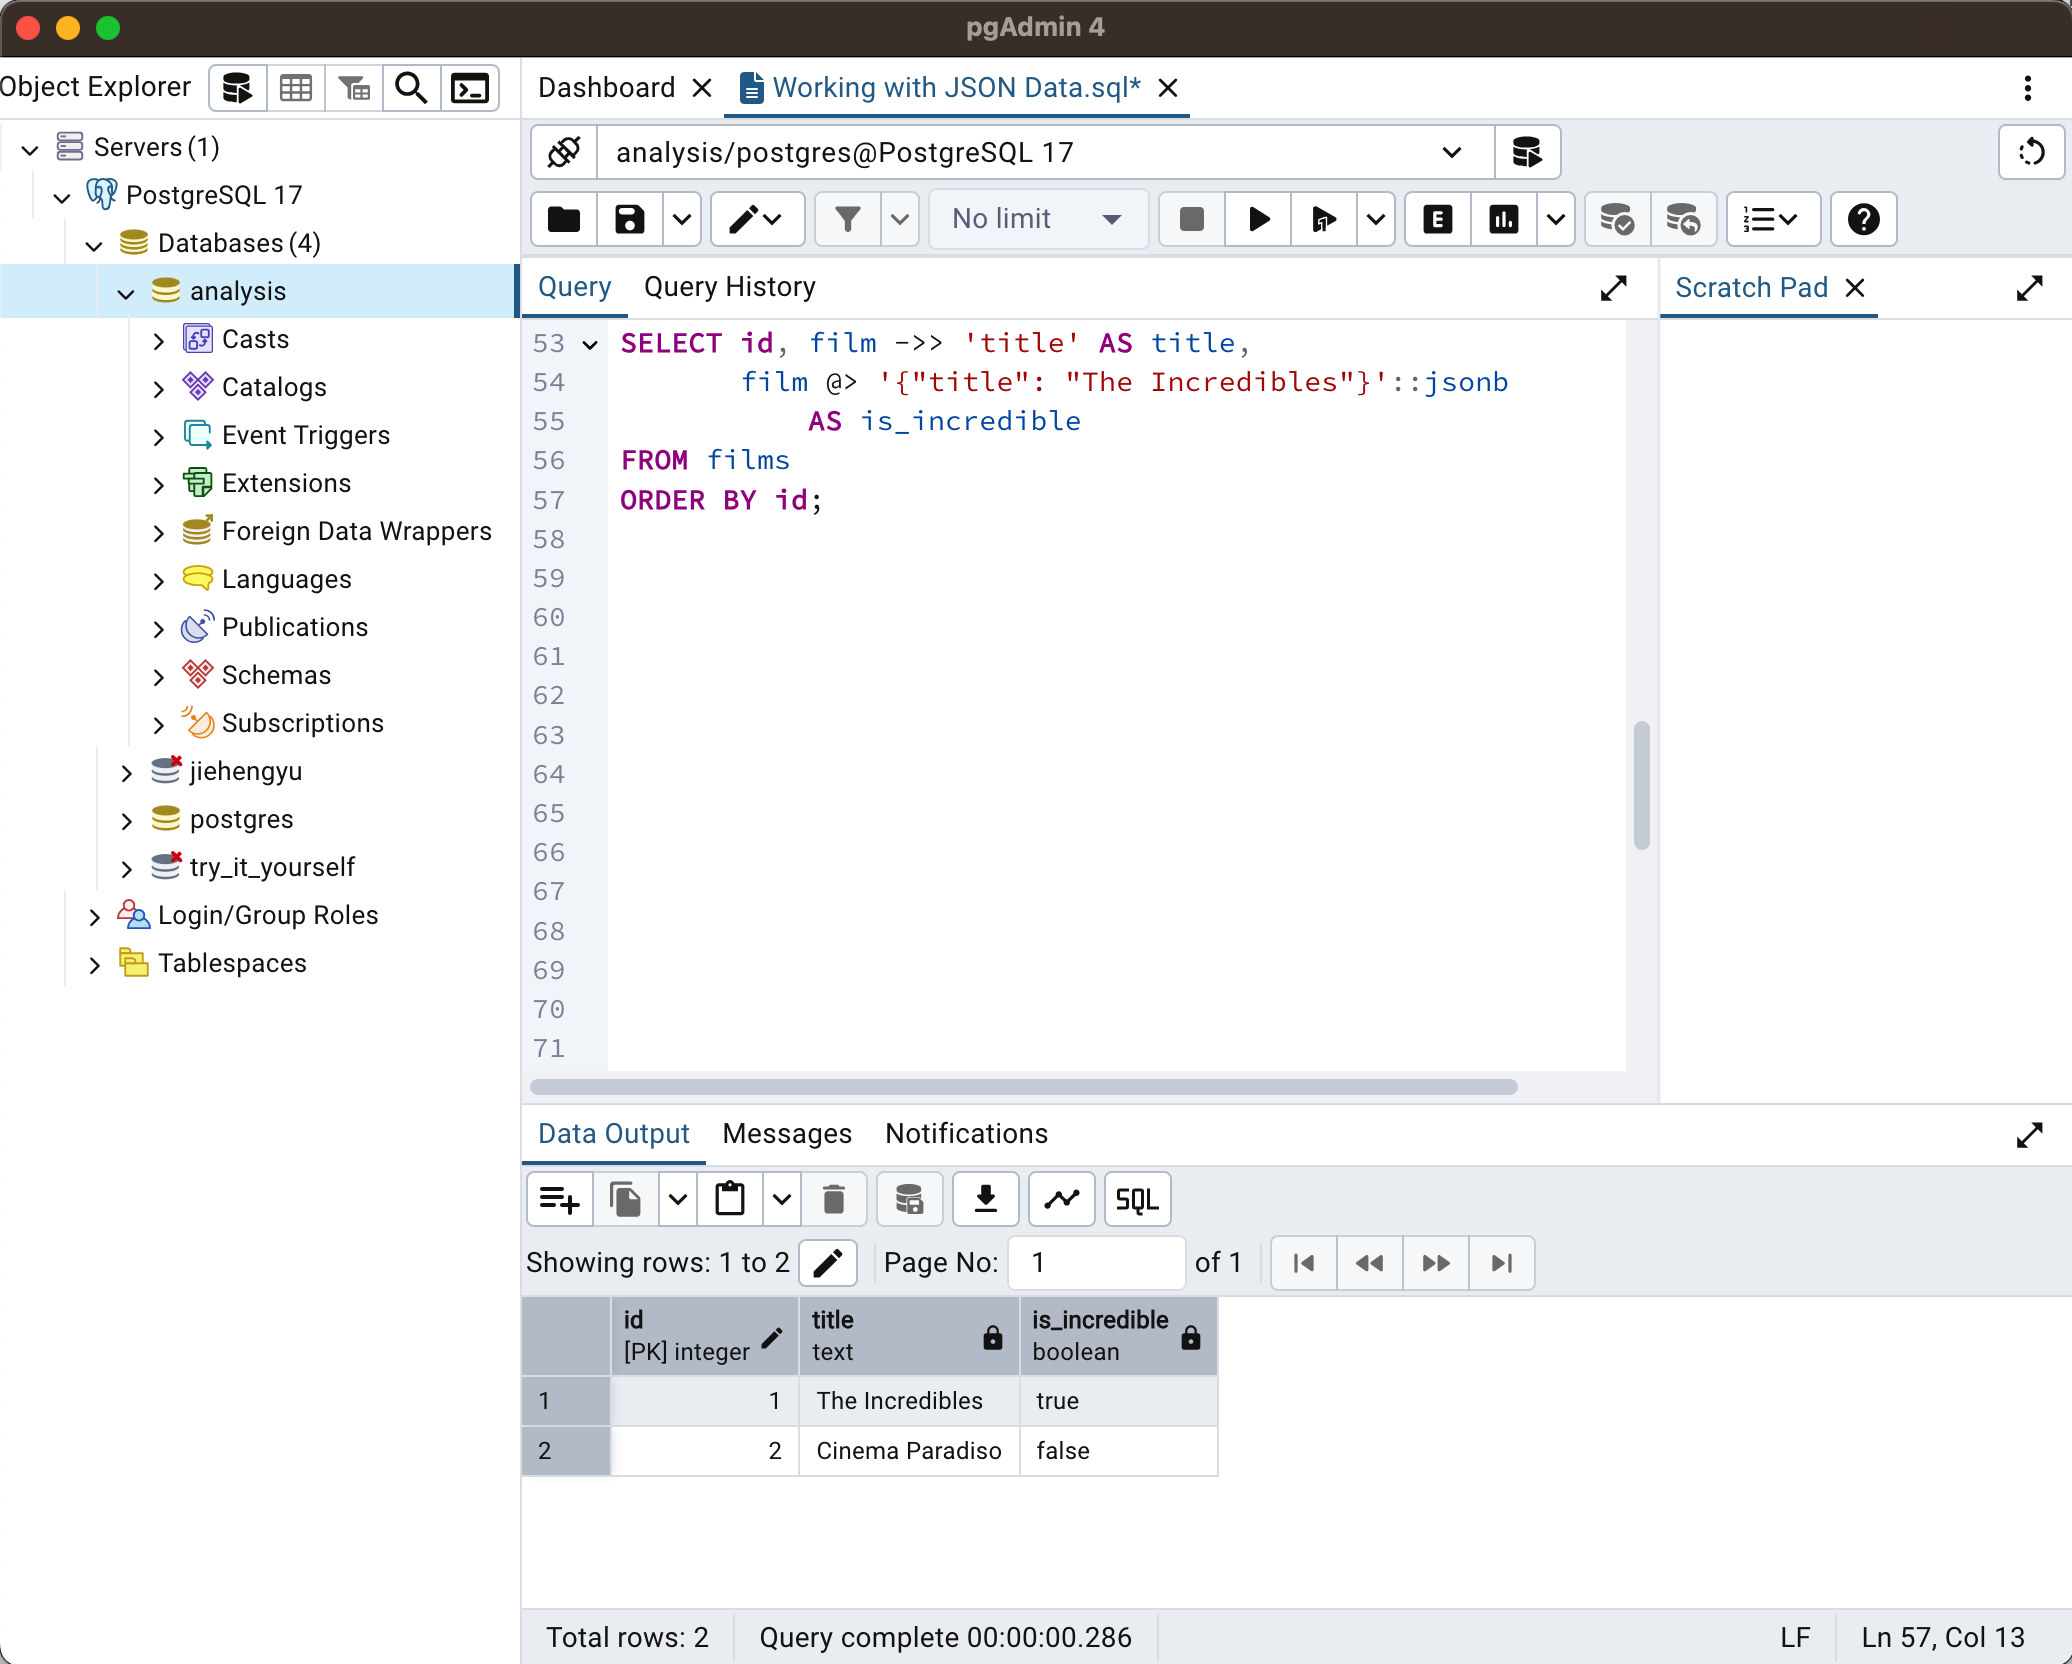 pgAdmin 4
Object Explorer
Servers (1)
PostgreSQL 17
Databases (4)
analysis
Casts
Catalogs
Event Triggers
Extensions
Foreign Data Wrappers
Languages
Publications
Schemas
Subscriptions
jiehengyu
postgres
try_it_yourself
Login/Group Roles
Tablespaces
Dashboard
Working with JSON Data.sql*
analysis/postgres@PostgreSQL 17
No limit
E
Query
Query History
Scratch Pad
53 SELECT id, film ->> 'title' AS title,
54 film @> '{"title": "The Incredibles"}'::jsonb
55 AS is_incredible
56 FROM films
57 ORDER BY id;
58
59
60
61
62
63
64
65
66
67
68
69
70
71
Data Output
Messages
Notifications
SQL
Showing rows: 1 to 2
Page No: 1 of 1
id title is_incredible
[PK] integer text boolean
1 1 The Incredibles true
2 2 Cinema Paradiso false
Total rows: 2
Query complete 00:00:00.286
LF
Ln 57, Col 13